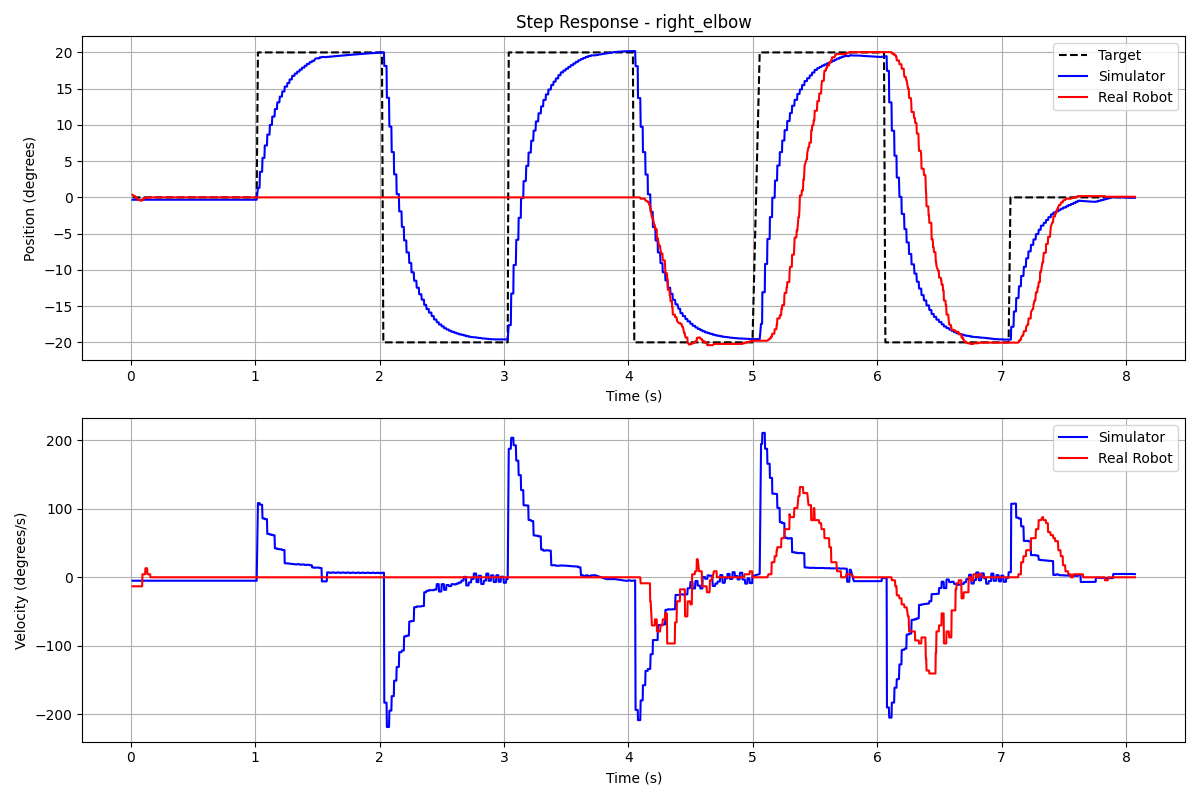 Step Response - right_elbow
Target
Simulator
Real Robot
Position (degrees)
20
15
10
5
0
−5
−10
−15
−20
0 1 2 3 4 5 6 7 8
Time (s)
Simulator
Real Robot
Velocity (degrees/s)
200
100
0
−100
−200
0 1 2 3 4 5 6 7 8
Time (s)